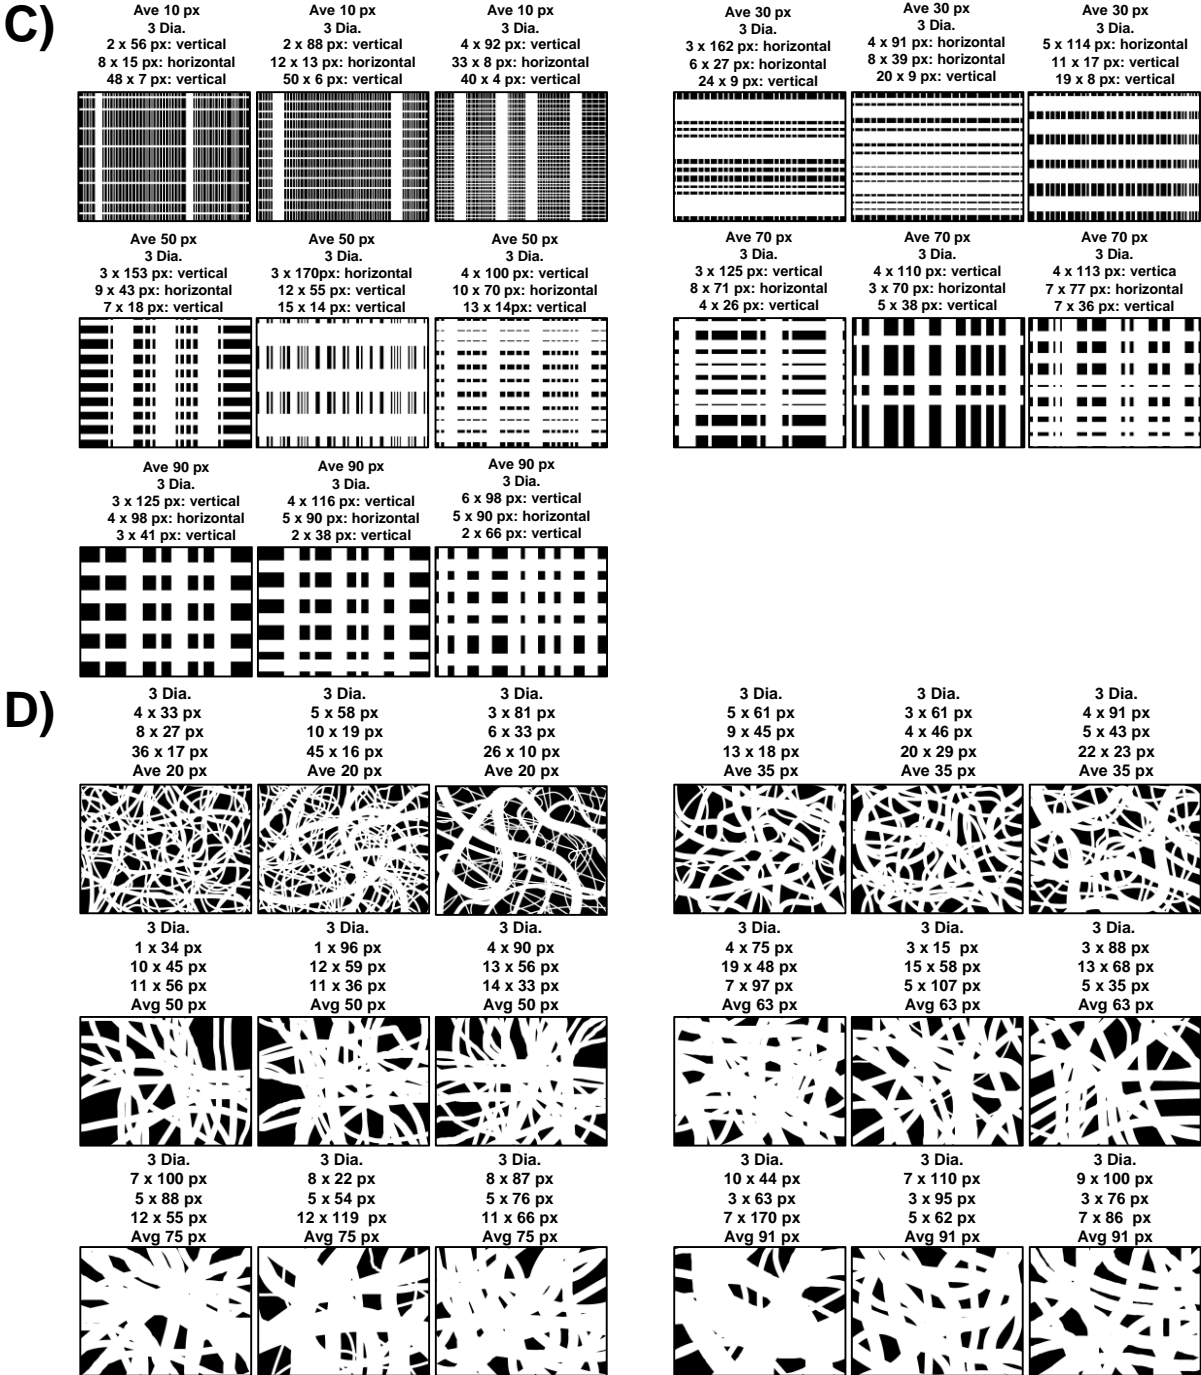 C)
Ave 10 px
3 Dia.
2 x 56 px: vertical
8 x 15 px: horizontal
48 x 7 px: vertical
Ave 10 px
3 Dia.
2 x 88 px: vertical
12 x 13 px: horizontal
50 x 6 px: vertical
Ave 10 px
3 Dia.
4 x 92 px: vertical
33 x 8 px: horizontal
40 x 4 px: vertical
Ave 30 px
3 Dia.
3 x 162 px: horizontal
6 x 27 px: horizontal
24 x 9 px: vertical
Ave 30 px
3 Dia.
4 x 91 px: horizontal
8 x 39 px: horizontal
20 x 9 px: vertical
Ave 30 px
3 Dia.
5 x 114 px: horizontal
11 x 17 px: vertical
19 x 8 px: vertical
Ave 50 px
3 Dia.
3 x 153 px: vertical
9 x 43 px: horizontal
7 x 18 px: vertical
Ave 50 px
3 Dia.
3 x 170px: horizontal
12 x 55 px: vertical
15 x 14 px: vertical
Ave 50 px
3 Dia.
4 x 100 px: vertical
10 x 70 px: horizontal
13 x 14px: vertical
Ave 70 px
3 Dia.
3 x 125 px: vertical
8 x 71 px: horizontal
4 x 26 px: vertical
Ave 70 px
3 Dia.
4 x 110 px: vertical
3 x 70 px: horizontal
5 x 38 px: vertical
Ave 70 px
3 Dia.
4 x 113 px: vertica
7 x 77 px: horizontal
7 x 36 px: vertical
Ave 90 px
3 Dia.
3 x 125 px: vertical
4 x 98 px: horizontal
3 x 41 px: vertical
Ave 90 px
3 Dia.
4 x 116 px: vertical
5 x 90 px: horizontal
2 x 38 px: vertical
Ave 90 px
3 Dia.
6 x 98 px: vertical
5 x 90 px: horizontal
2 x 66 px: vertical
D)
3 Dia.
4 x 33 px
8 x 27 px
36 x 17 px
Ave 20 px
3 Dia.
5 x 58 px
10 x 19 px
45 x 16 px
Ave 20 px
3 Dia.
3 x 81 px
6 x 33 px
26 x 10 px
Ave 20 px
3 Dia.
5 x 61 px
9 x 45 px
13 x 18 px
Ave 35 px
3 Dia.
3 x 61 px
4 x 46 px
20 x 29 px
Ave 35 px
3 Dia.
4 x 91 px
5 x 43 px
22 x 23 px
Ave 35 px
3 Dia.
1 x 34 px
10 x 45 px
11 x 56 px
Avg 50 px
3 Dia.
1 x 96 px
12 x 59 px
11 x 36 px
Avg 50 px
3 Dia.
4 x 90 px
13 x 56 px
14 x 33 px
Avg 50 px
3 Dia.
4 x 75 px
19 x 48 px
7 x 97 px
Avg 63 px
3 Dia.
3 x 15 px
15 x 58 px
5 x 107 px
Avg 63 px
3 Dia.
3 x 88 px
13 x 68 px
5 x 35 px
Avg 63 px
3 Dia.
7 x 100 px
5 x 88 px
12 x 55 px
Avg 75 px
3 Dia.
8 x 22 px
5 x 54 px
12 x 119 px
Avg 75 px
3 Dia.
8 x 87 px
5 x 76 px
11 x 66 px
Avg 75 px
3 Dia.
10 x 44 px
3 x 63 px
7 x 170 px
Avg 91 px
3 Dia.
7 x 110 px
3 x 95 px
5 x 62 px
Avg 91 px
3 Dia.
9 x 100 px
3 x 76 px
7 x 86 px
Avg 91 px